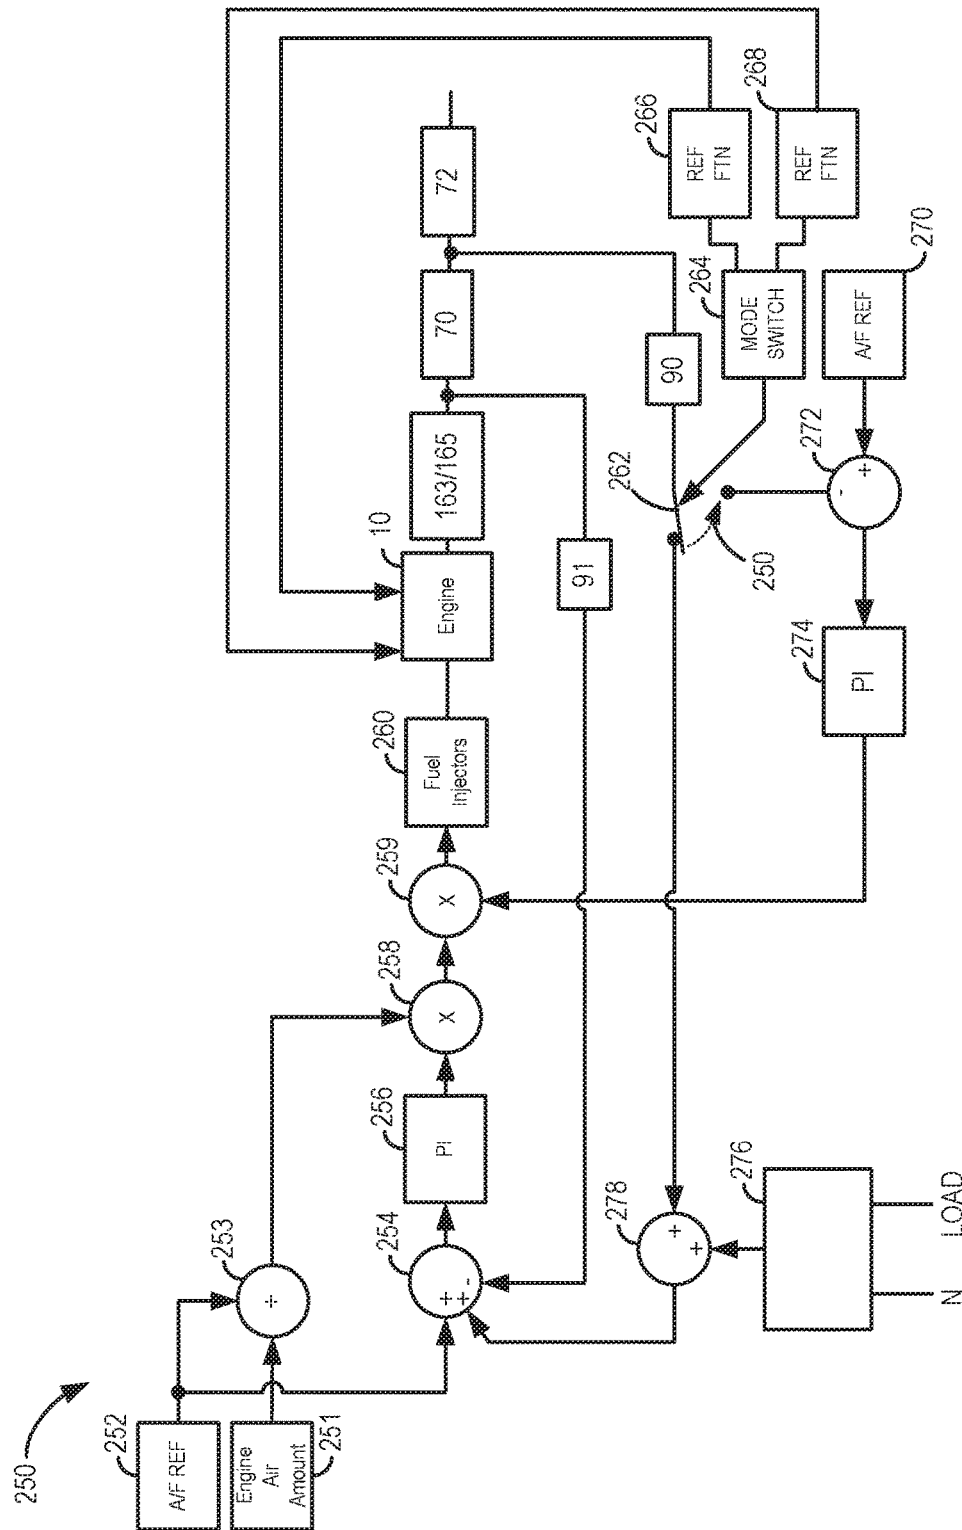 250
252
A/F REF
251
Engine
Air
Amount
253
÷
254
+
+
-
256
PI
258
X
259
X
260
Fuel
Injectors
10
Engine
163/165
70
72
91
90
262
250
264
MODE
SWITCH
266
REF
FTN
268
REF
FTN
270
A/F REF
272
+
-
274
PI
278
+
+
276
N
LOAD